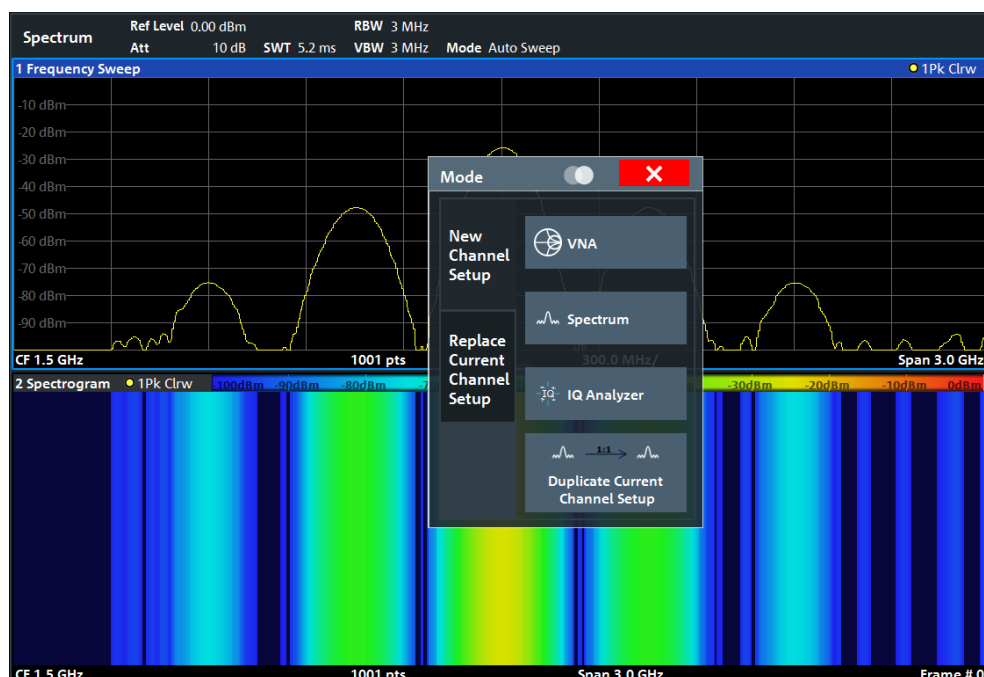 Spectrum
Ref Level 0.00 dBm RBW 3 MHz
Att 10 dB SWT 5.2 ms VBW 3 MHz Mode Auto Sweep
1 Frequency Sweep 1Pk Clrw
-10 dBm
-20 dBm
-30 dBm
-40 dBm
-50 dBm
-60 dBm
-70 dBm
-80 dBm
-90 dBm
CF 1.5 GHz 1001 pts 300.0 MHz/ Span 3.0 GHz
Mode
New
Channel
Setup
Replace
Current
Channel
Setup
VNA
Spectrum
IQ IQ Analyzer
1:1
Duplicate Current
Channel Setup
2 Spectrogram 1Pk Clrw -100dBm -90dBm -80dBm -30dBm -20dBm -10dBm 0dBm
CF 1.5 GHz 1001 pts Span 3.0 GHz Frame # 0